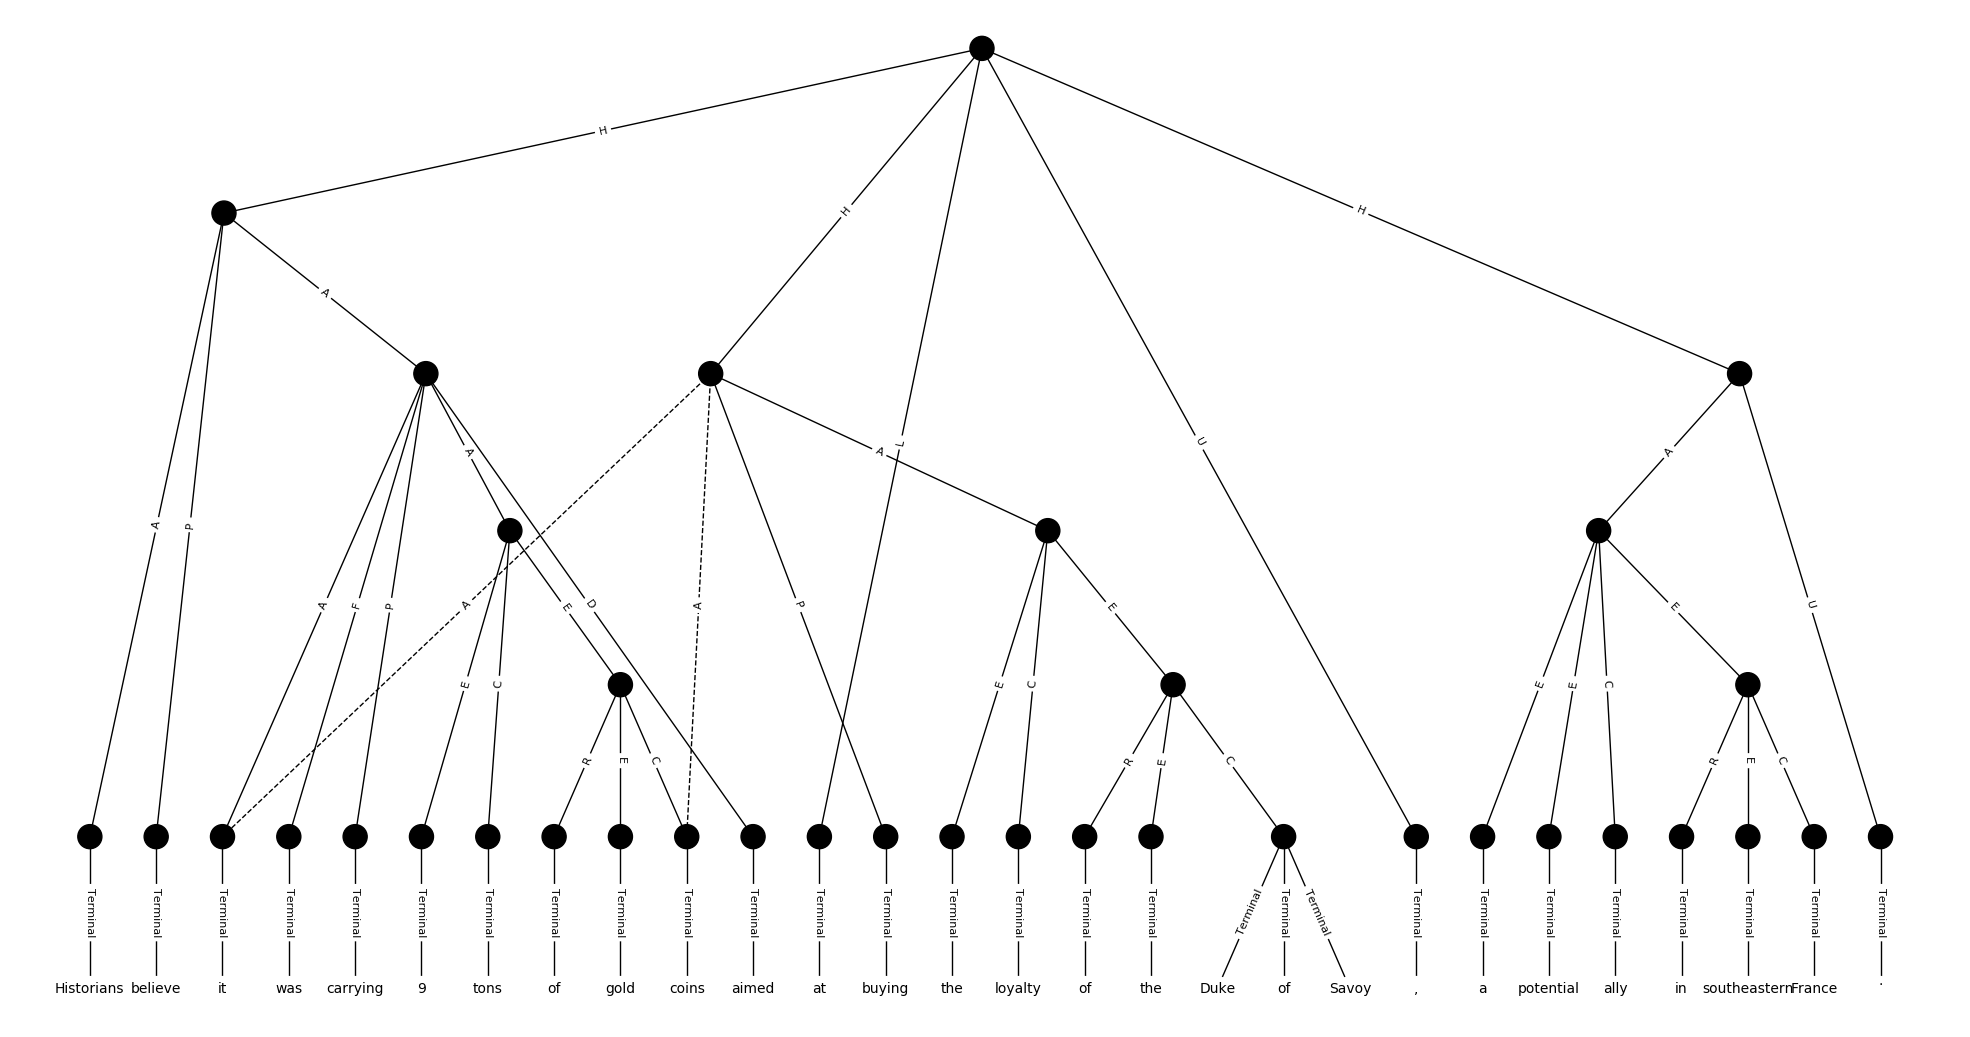 H
H
H
A
L
U
A
A
A
A
P
A
F
P
A
E
D
A
P
E
E
U
E
C
E
C
E
E
C
R
E
C
R
E
C
R
E
C
Terminal Terminal Terminal Terminal Terminal Terminal Terminal Terminal Terminal Terminal Terminal Terminal Terminal Terminal Terminal Terminal Terminal Terminal Terminal Terminal Terminal Terminal Terminal Terminal Terminal Terminal Terminal Terminal
Historians believe it was carrying 9 tons of gold coins aimed at buying the loyalty of the Duke of Savoy , a potential ally in southeastern France .